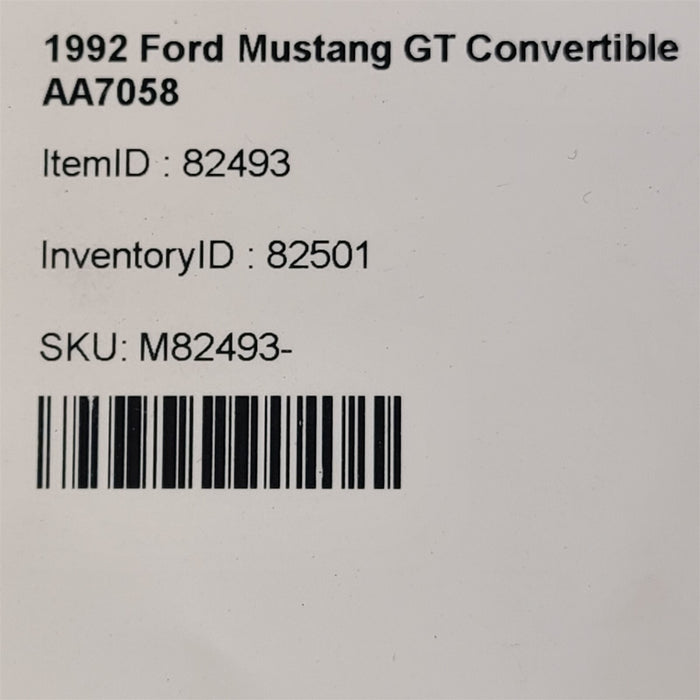 1992 Ford Mustang GT Convertible
AA7058
ItemID : 82493
InventoryID : 82501
SKU: M82493-